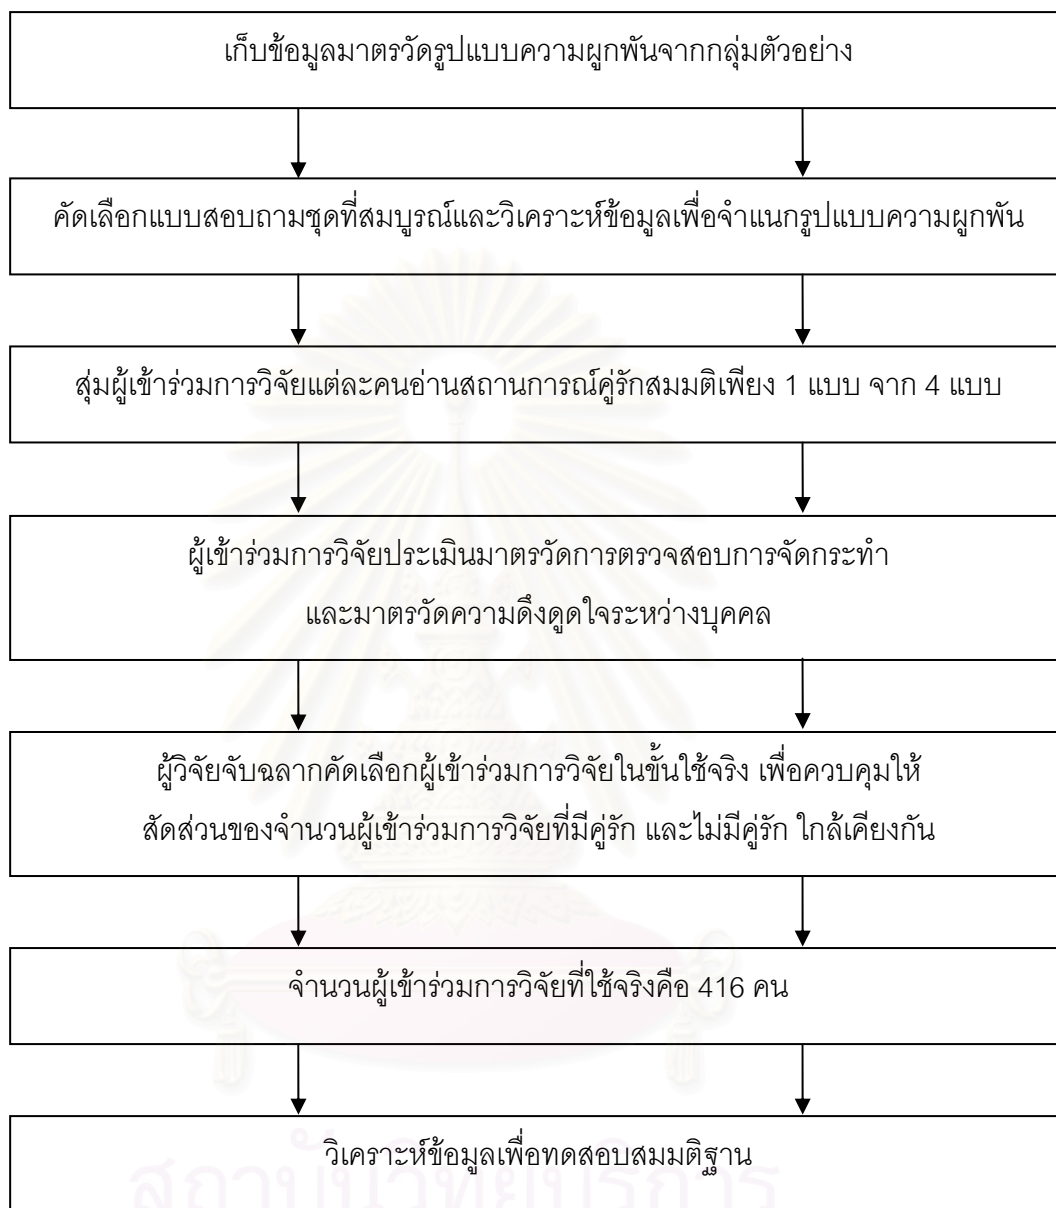 เก็บข้อมูลมาตรวัดรูปแบบความผูกพันจากกลุ่มตัวอย่าง
คัดเลือกแบบสอบถามชุดที่สมบูรณ์และวิเคราะห์ข้อมูลเพื่อจำแนกรูปแบบความผูกพัน
สุ่มผู้เข้าร่วมการวิจัยแต่ละคนอ่านสถานการณ์คู่รักสมมติเพียง 1 แบบ จาก 4 แบบ
ผู้เข้าร่วมการวิจัยประเมินมาตรวัดการตรวจสอบการจัดกระทำ
และมาตรวัดความดึงดูดใจระหว่างบุคคล
ผู้วิจัยจับฉลากคัดเลือกผู้เข้าร่วมการวิจัยในขั้นใช้จริง เพื่อควบคุมให้
สัดส่วนของจำนวนผู้เข้าร่วมการวิจัยที่มีคู่รัก และไม่มีคู่รัก ใกล้เคียงกัน
จำนวนผู้เข้าร่วมการวิจัยที่ใช้จริงคือ 416 คน
วิเคราะห์ข้อมูลเพื่อทดสอบสมมติฐาน
สถาบันวิทยบริการ